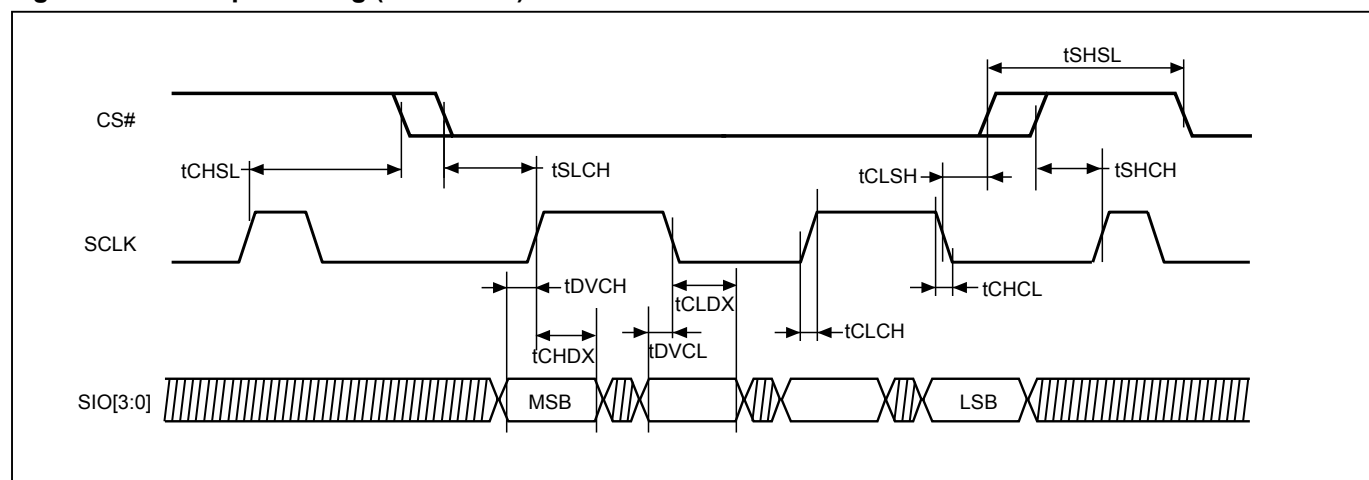 tSHSL
CS#
tCHSL
tSLCH
tCLSH
tSHCH
SCLK
tDVCH
tCLDX
tCHCL
tCHDX
tDVCL
tCLCH
SIO[3:0]
MSB
LSB